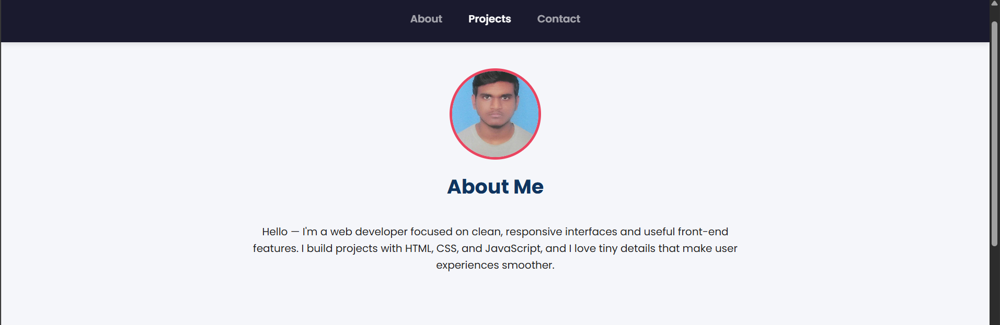 About Projects Contact
About Me
Hello — I'm a web developer focused on clean, responsive interfaces and useful front-end
features. I build projects with HTML, CSS, and JavaScript, and I love tiny details that make user
experiences smoother.